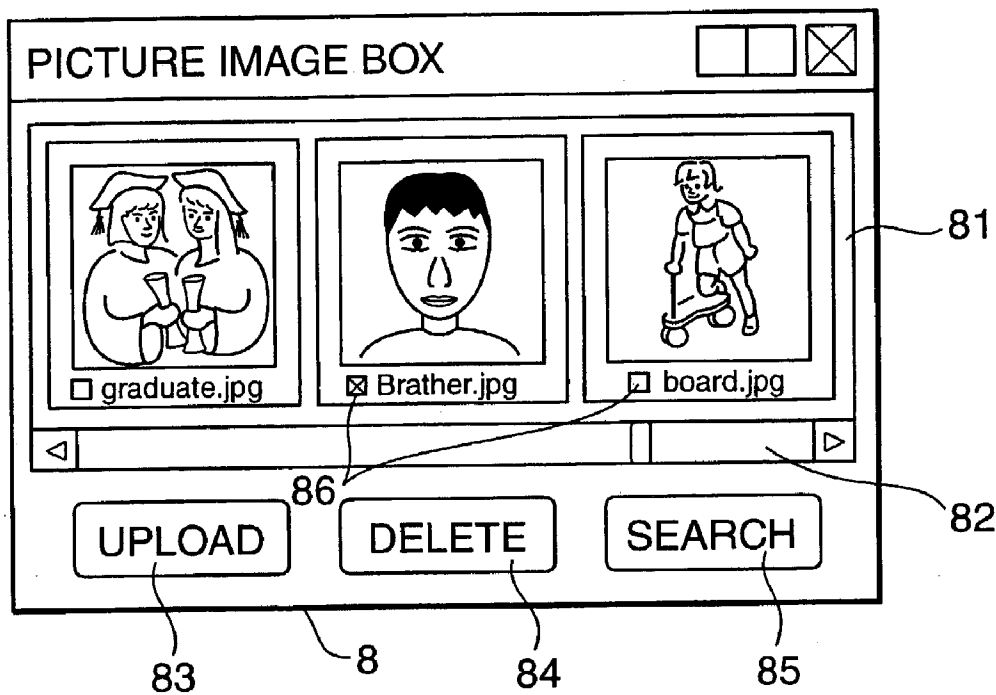 PICTURE IMAGE BOX
graduate.jpg
Brather.jpg
board.jpg
81
86
82
UPLOAD
DELETE
SEARCH
83
8
84
85